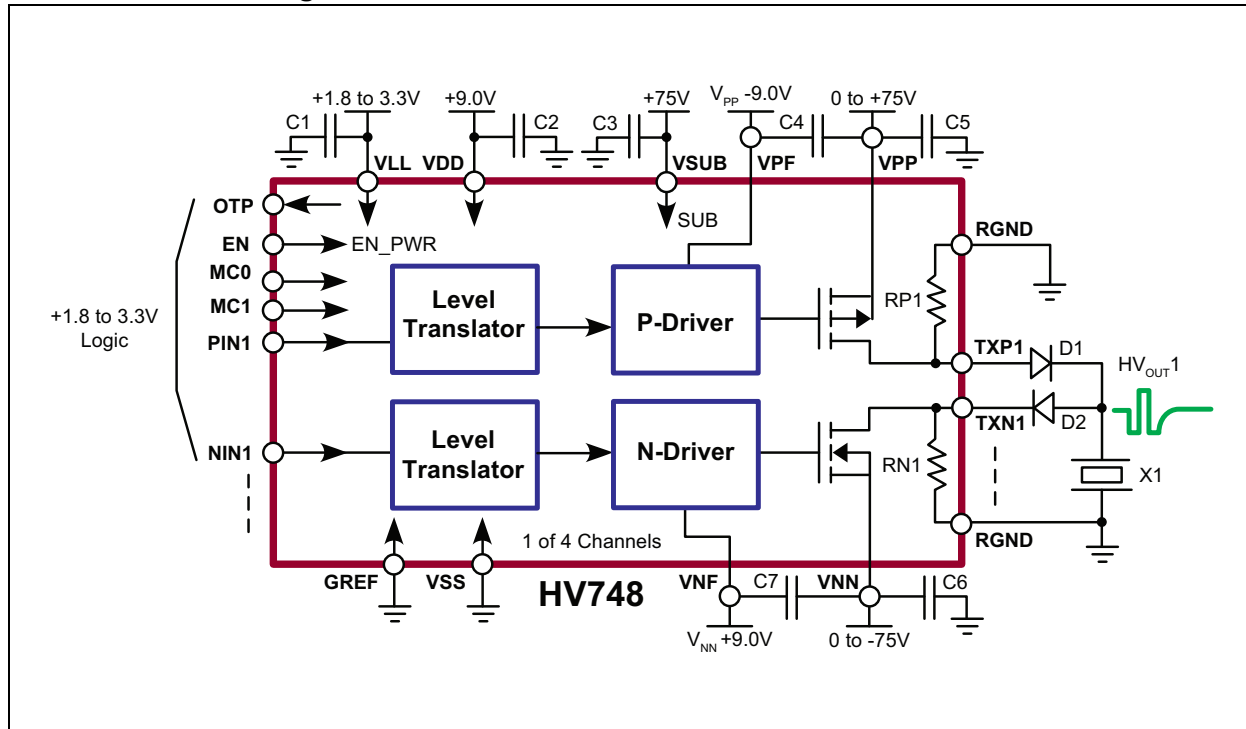 +1.8 to 3.3V
+9.0V
+75V
VPP -9.0V
0 to +75V
C1
C2
C3
C4
C5
VLL
VDD
VSUB
VPF
VPP
OTP
EN
EN_PWR
SUB
RGND
MC0
MC1
+1.8 to 3.3V
Logic
PIN1
Level
Translator
P-Driver
RP1
TXP1
D1
HVOUT1
TXN1
D2
NIN1
Level
Translator
N-Driver
RN1
X1
1 of 4 Channels
RGND
GREF
VSS
HV748
VNF
C7
VNN
C6
VNN +9.0V
0 to -75V